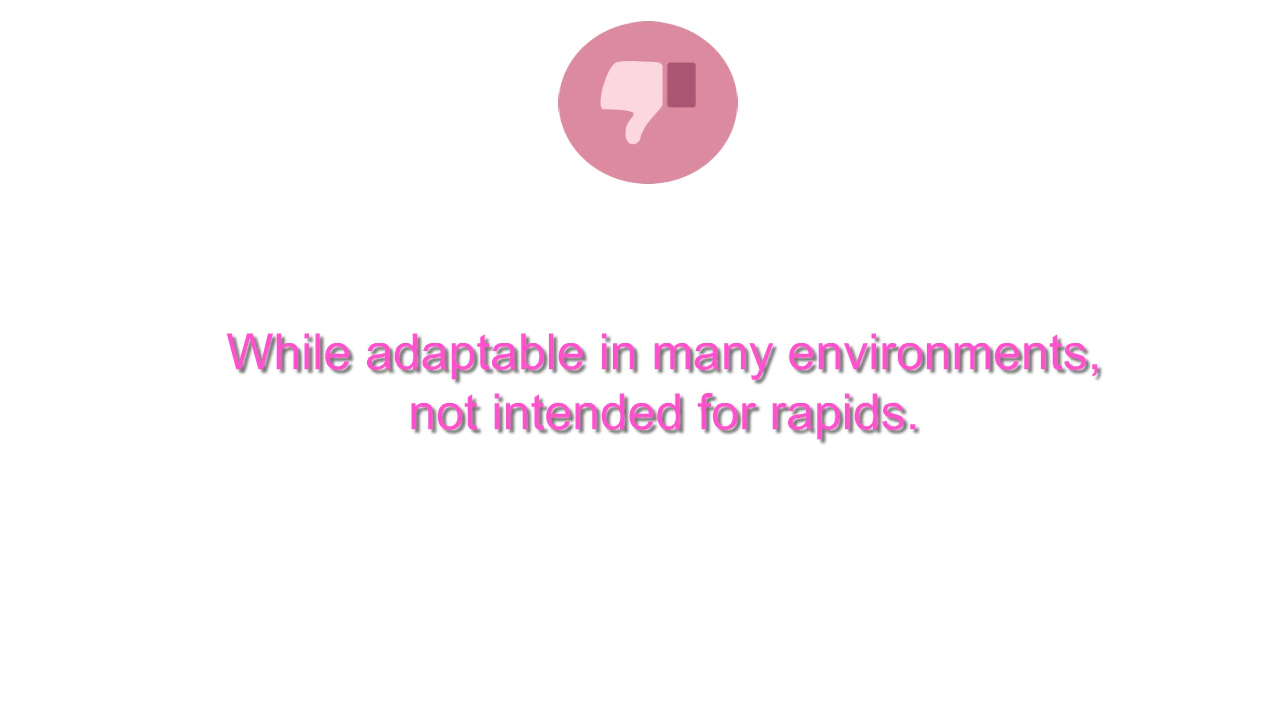 While adaptable in many environments,
not intended for rapids.